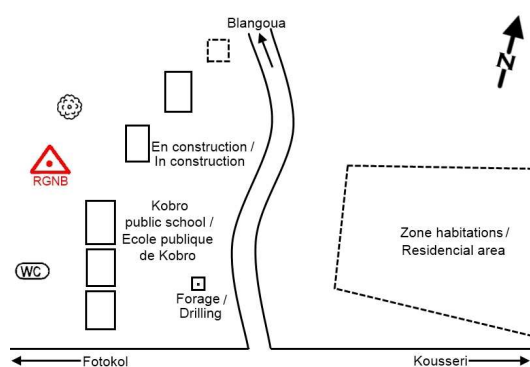 Blangoua
N
En construction /
In construction
RGNB
Kobro
public school /
Ecole publique
de Kobro
Zone habitations /
Residencial area
WC
Forage /
Drilling
Fotokol
Kousseri